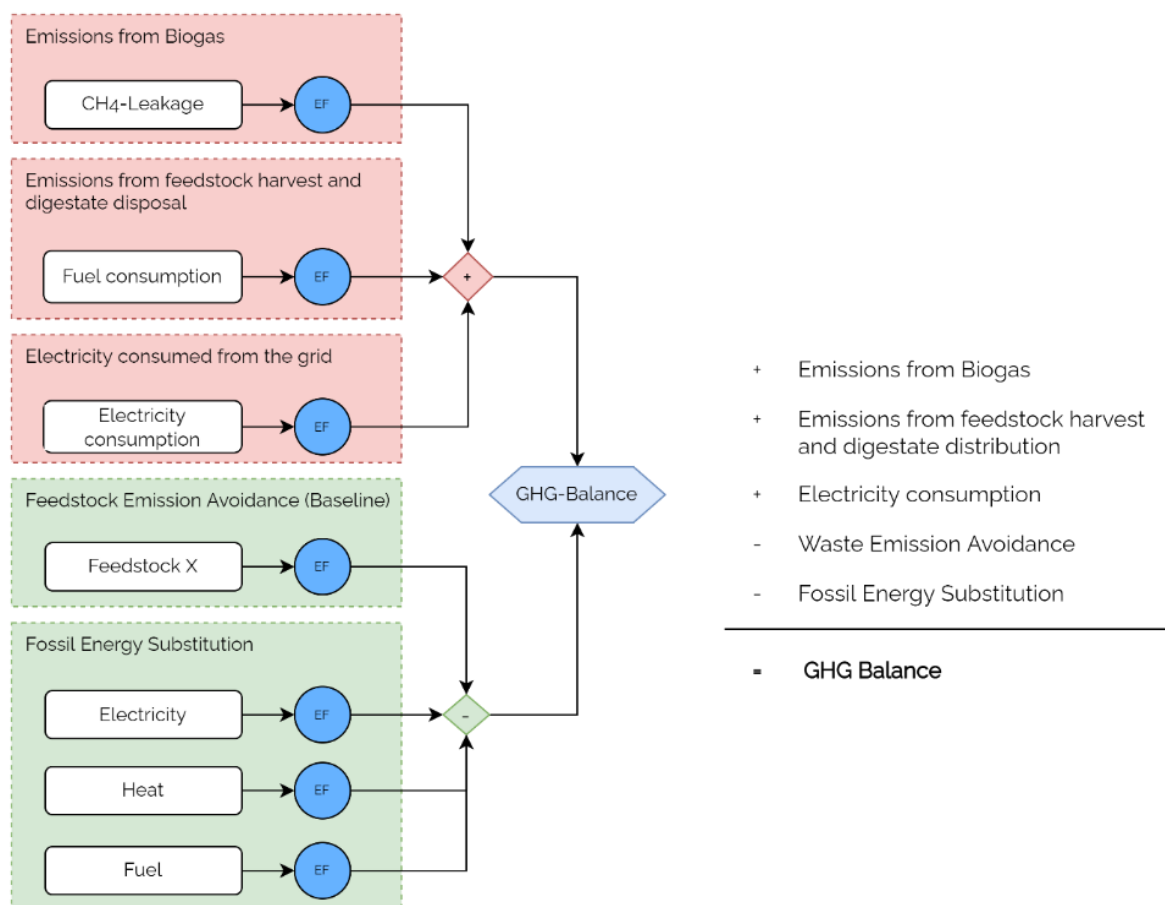 Emissions from Biogas
CH4-Leakage
EF
Emissions from feedstock harvest and
digestate disposal
Fuel consumption
EF
+
Electricity consumed from the grid
Electricity
consumption
EF
Feedstock Emission Avoidance (Baseline)
Feedstock X
EF
Fossil Energy Substitution
Electricity
EF
-
Heat
EF
Fuel
EF
GHG-Balance
+ Emissions from Biogas
+ Emissions from feedstock harvest
and digestate distribution
+ Electricity consumption
- Waste Emission Avoidance
- Fossil Energy Substitution
= GHG Balance